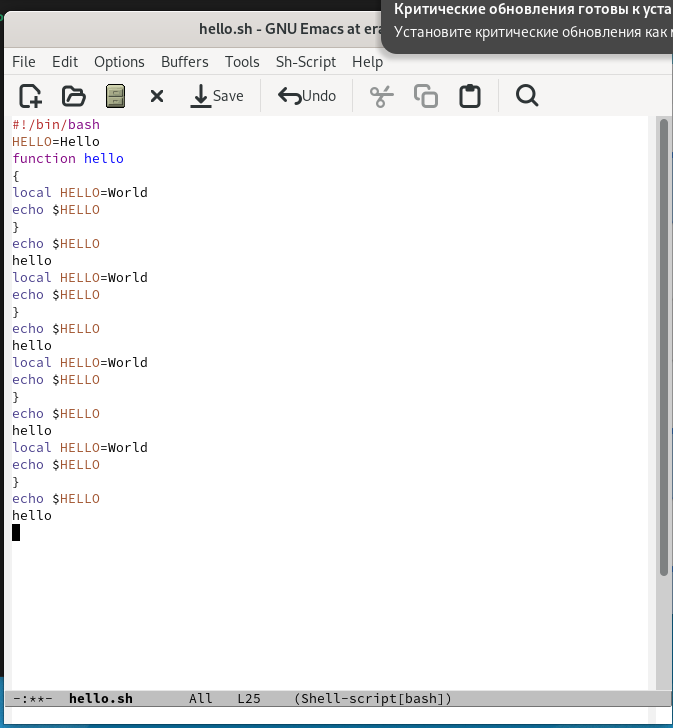 Критические обновления готовы к уста
hello.sh - GNU Emacs at
Установите критические обновления как
File Edit Options Buffers Tools Sh-Script Help
Save Undo
#!/bin/bash
HELLO=Hello
function hello
{
local HELLO=World
echo $HELLO
}
echo $HELLO
hello
local HELLO=World
echo $HELLO
}
echo $HELLO
hello
local HELLO=World
echo $HELLO
}
echo $HELLO
hello
local HELLO=World
echo $HELLO
}
echo $HELLO
hello
-:**- hello.sh All L25 (Shell-script[bash])